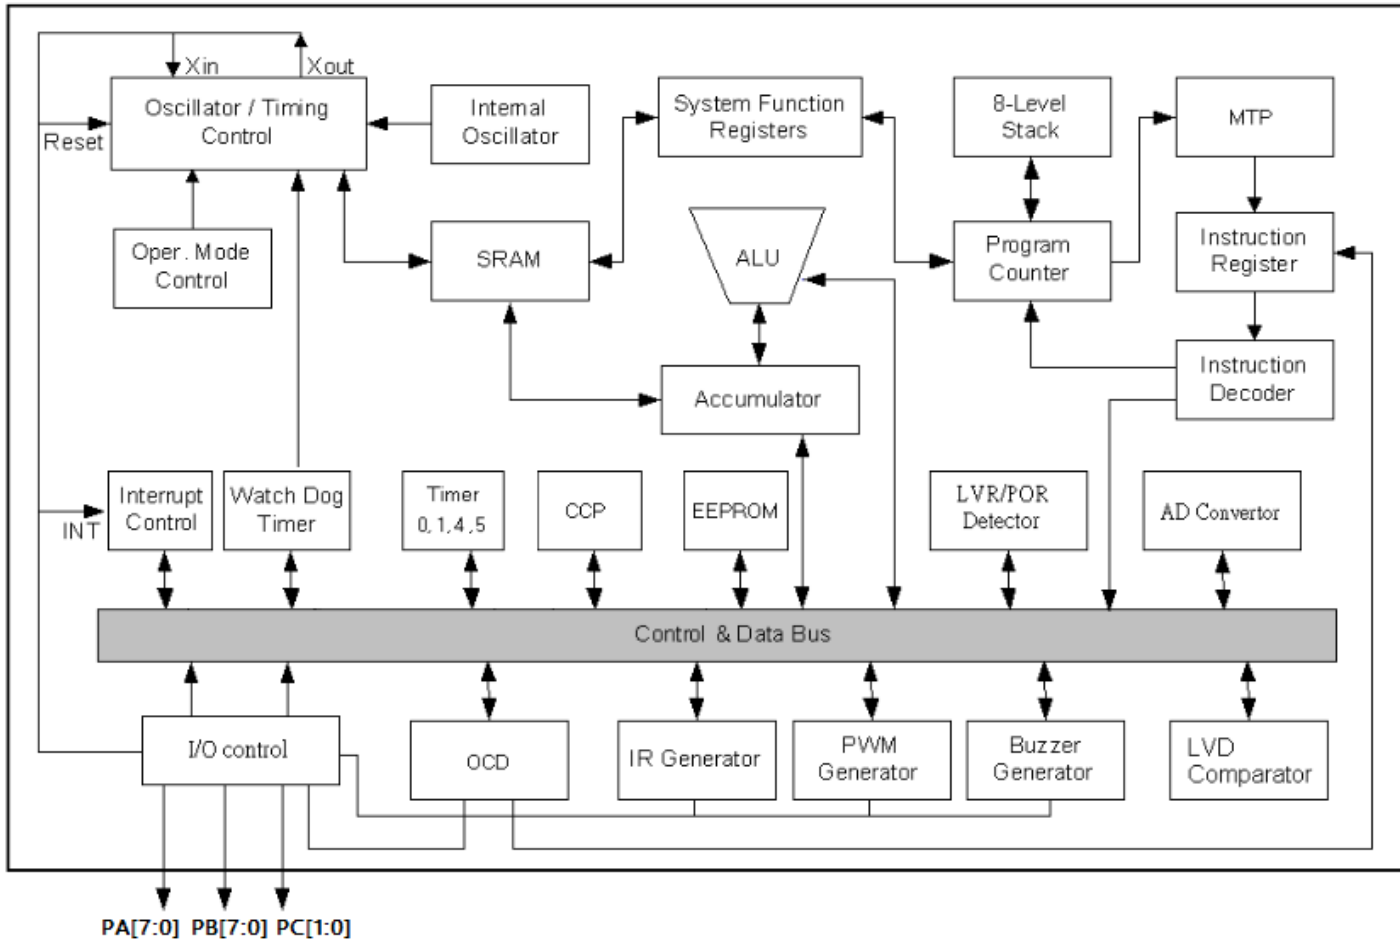 Xin
Xout
Oscillator / Timing
Control
Reset
Internal
Oscillator
System Function
Registers
8-Level
Stack
MTP
Oper. Mode
Control
SRAM
ALU
Program
Counter
Instruction
Register
Accumulator
Instruction
Decoder
INT
Interrupt
Control
Watch Dog
Timer
Timer
0,1,4,5
CCP
EEPROM
LVR/POR
Detector
AD Convertor
Control & Data Bus
I/O control
OCD
IR Generator
PWM
Generator
Buzzer
Generator
LVD
Comparator
PA[7:0] PB[7:0] PC[1:0]